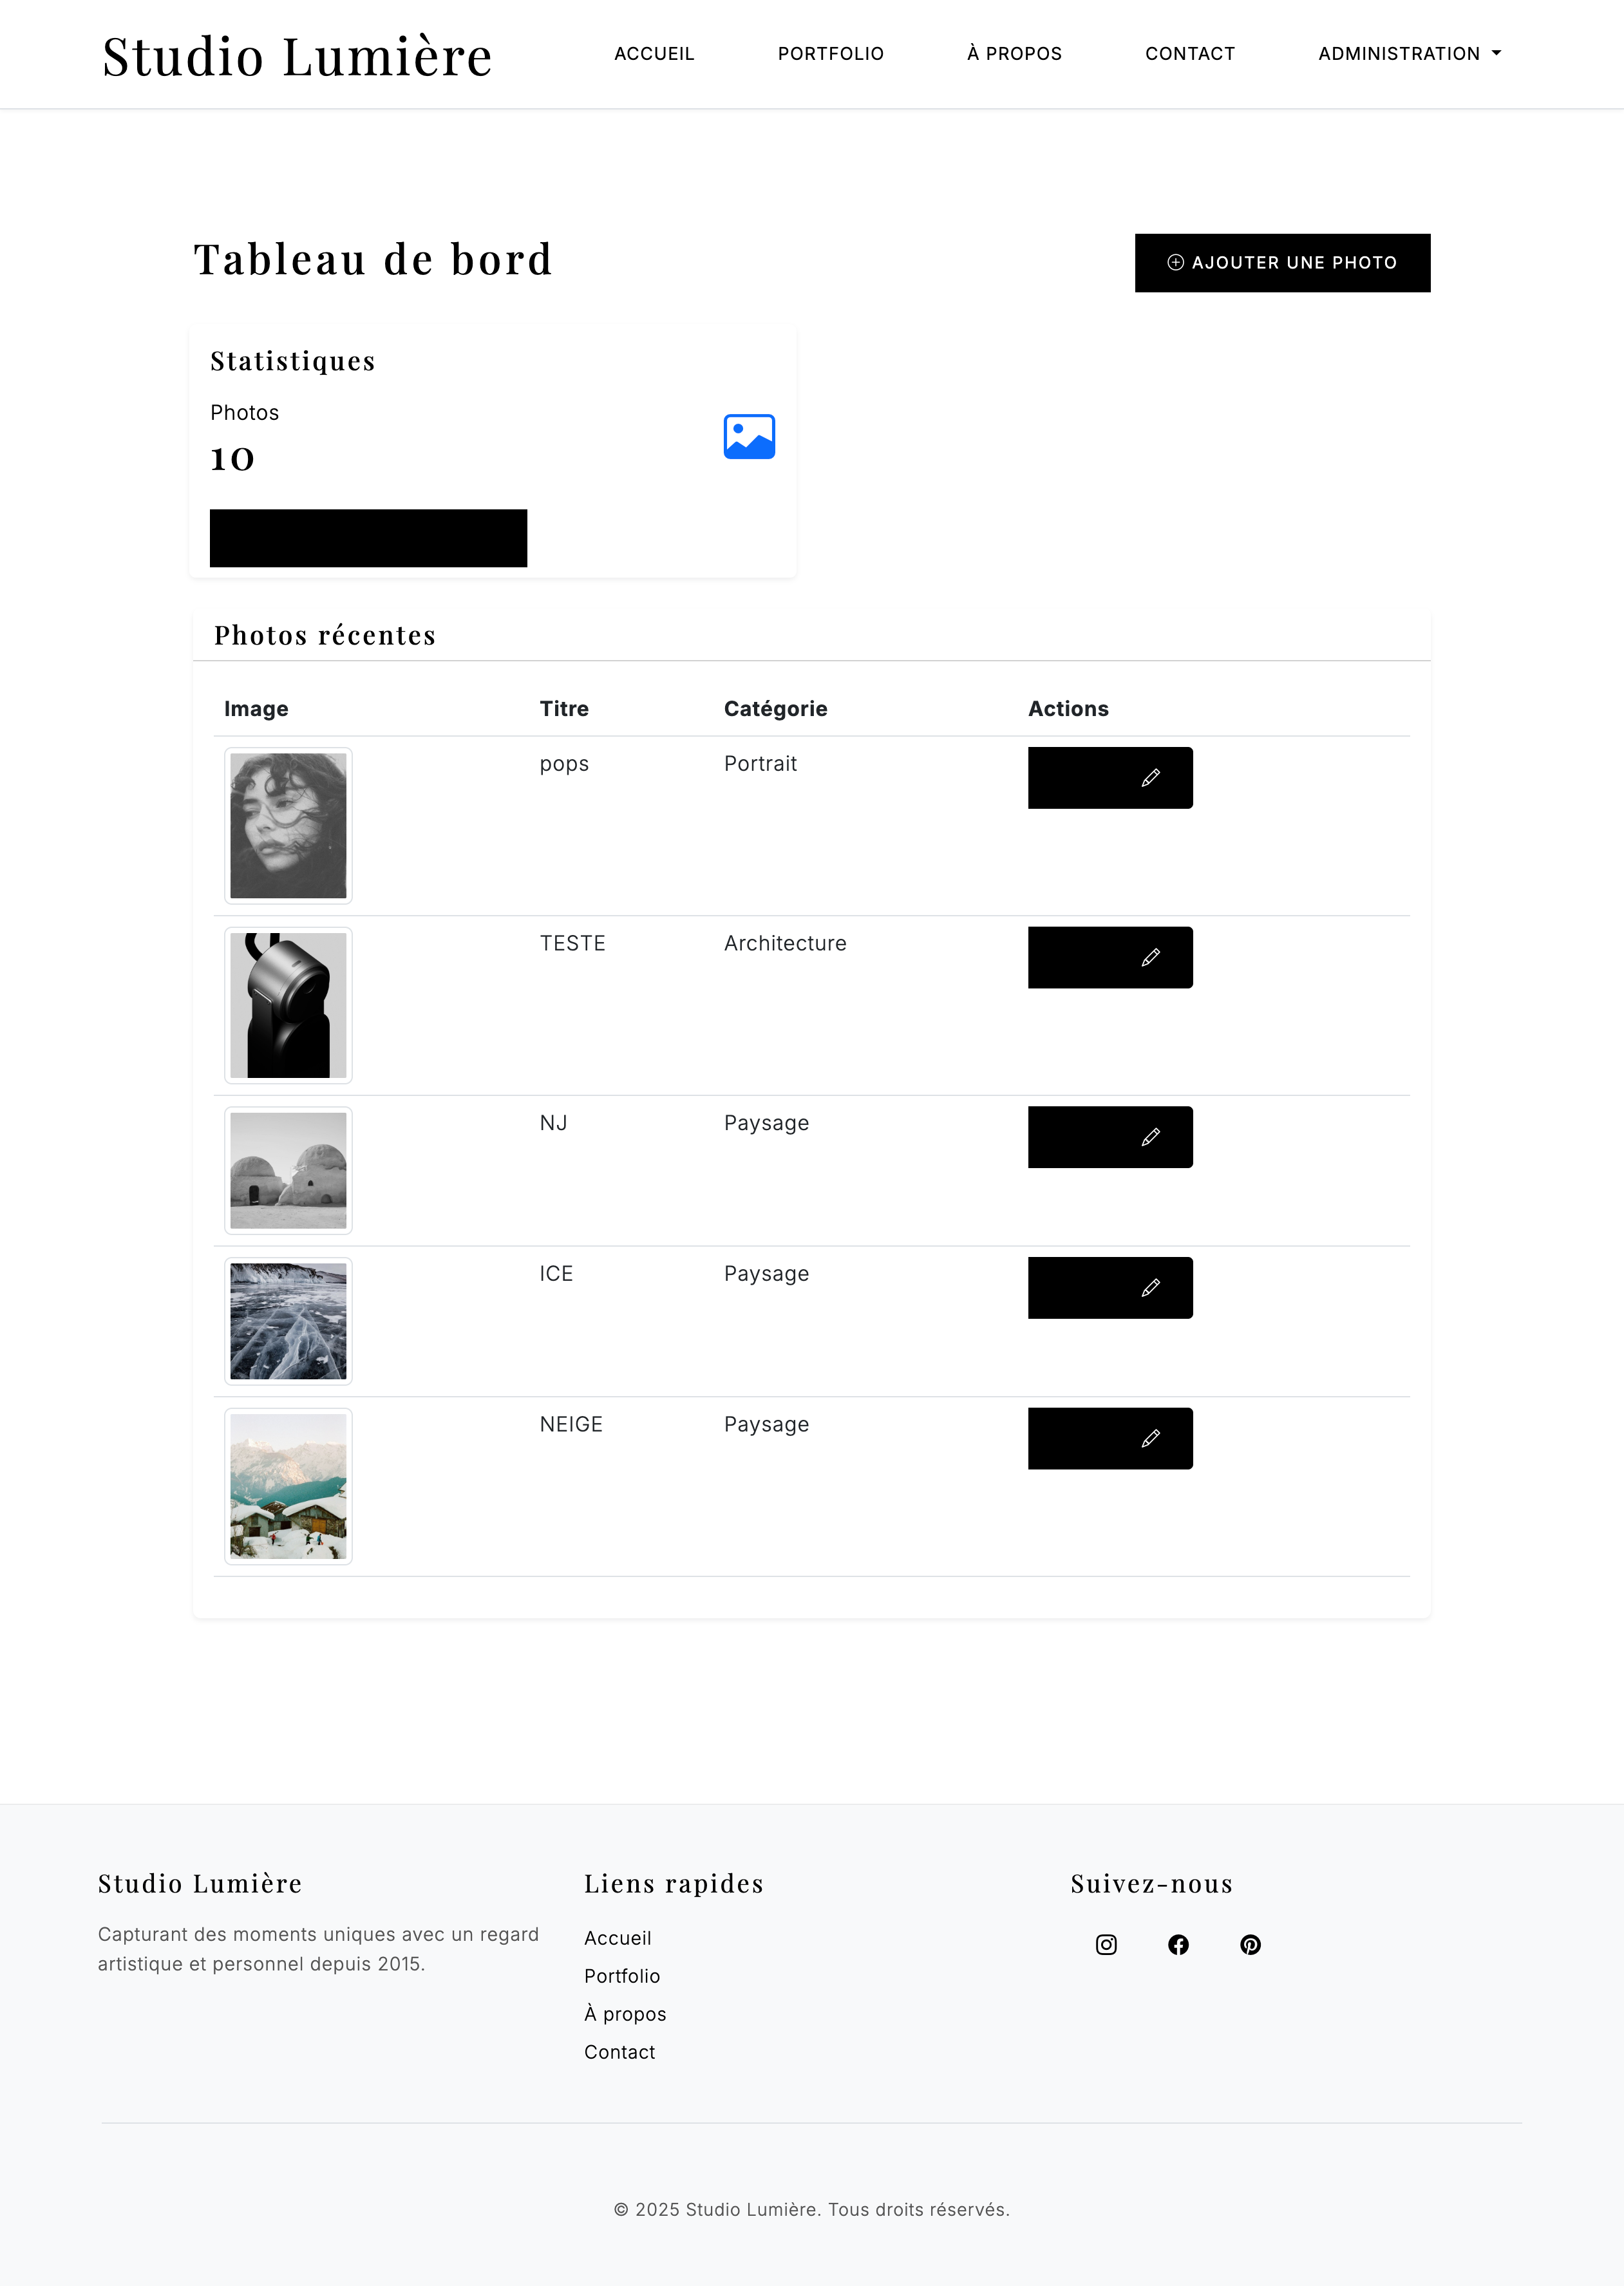 Studio Lumière
ACCUEIL
PORTFOLIO
À PROPOS
CONTACT
ADMINISTRATION
Tableau de bord
AJOUTER UNE PHOTO
Statistiques
Photos
10
Photos récentes
Image Titre Catégorie Actions
pops Portrait
TESTE Architecture
NJ Paysage
ICE Paysage
NEIGE Paysage
Studio Lumière
Capturant des moments uniques avec un regard
artistique et personnel depuis 2015.
Liens rapides
Accueil
Portfolio
À propos
Contact
Suivez-nous
© 2025 Studio Lumière. Tous droits réservés.